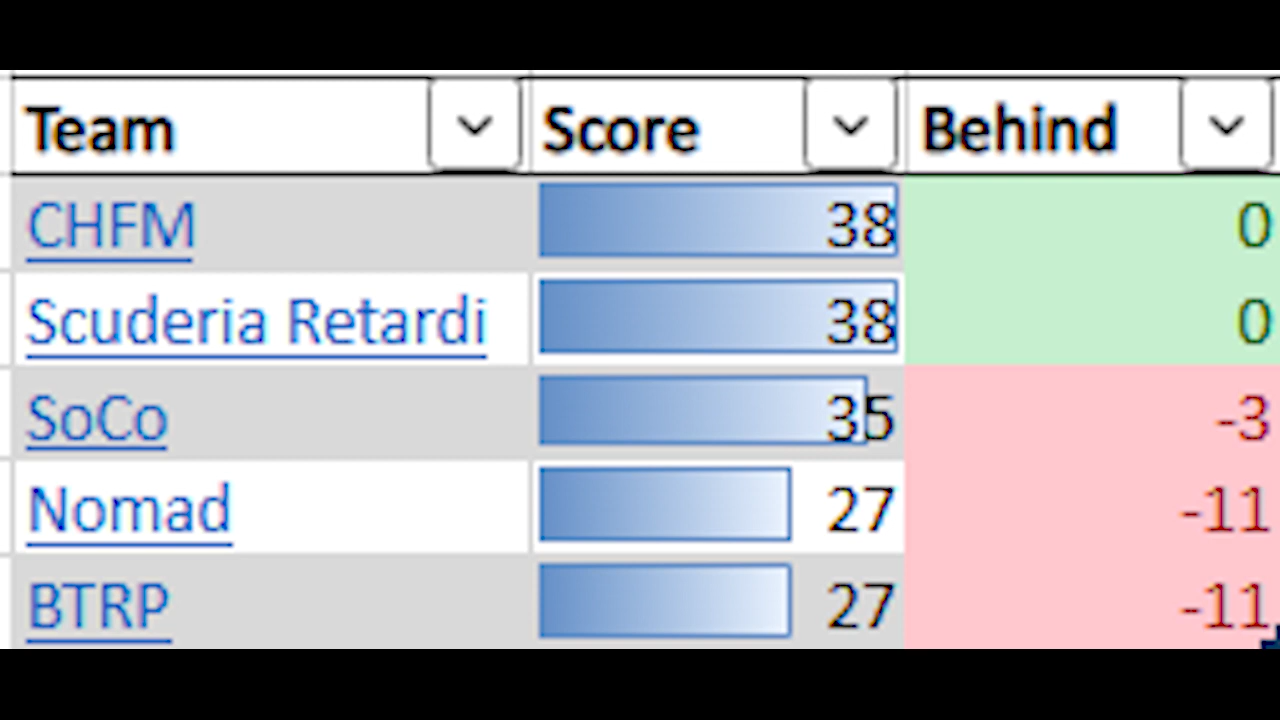 Team Score Behind
CHFM 38 0
Scuderia Retardi 38 0
SoCo 35 -3
Nomad 27 -11
BTRP 27 -11